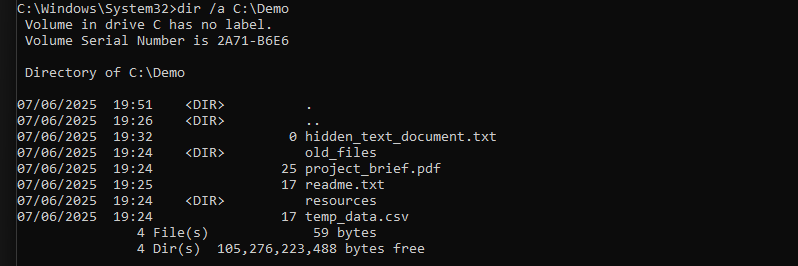 C:\Windows\System32>dir /a C:\Demo
 Volume in drive C has no label.
 Volume Serial Number is 2A71-B6E6

 Directory of C:\Demo

07/06/2025  19:51    <DIR>          .
07/06/2025  19:26    <DIR>          ..
07/06/2025  19:32                 0 hidden_text_document.txt
07/06/2025  19:24    <DIR>          old_files
07/06/2025  19:24                25 project_brief.pdf
07/06/2025  19:25                17 readme.txt
07/06/2025  19:24    <DIR>          resources
07/06/2025  19:24                17 temp_data.csv
               4 File(s)             59 bytes
               4 Dir(s)  105,276,223,488 bytes free